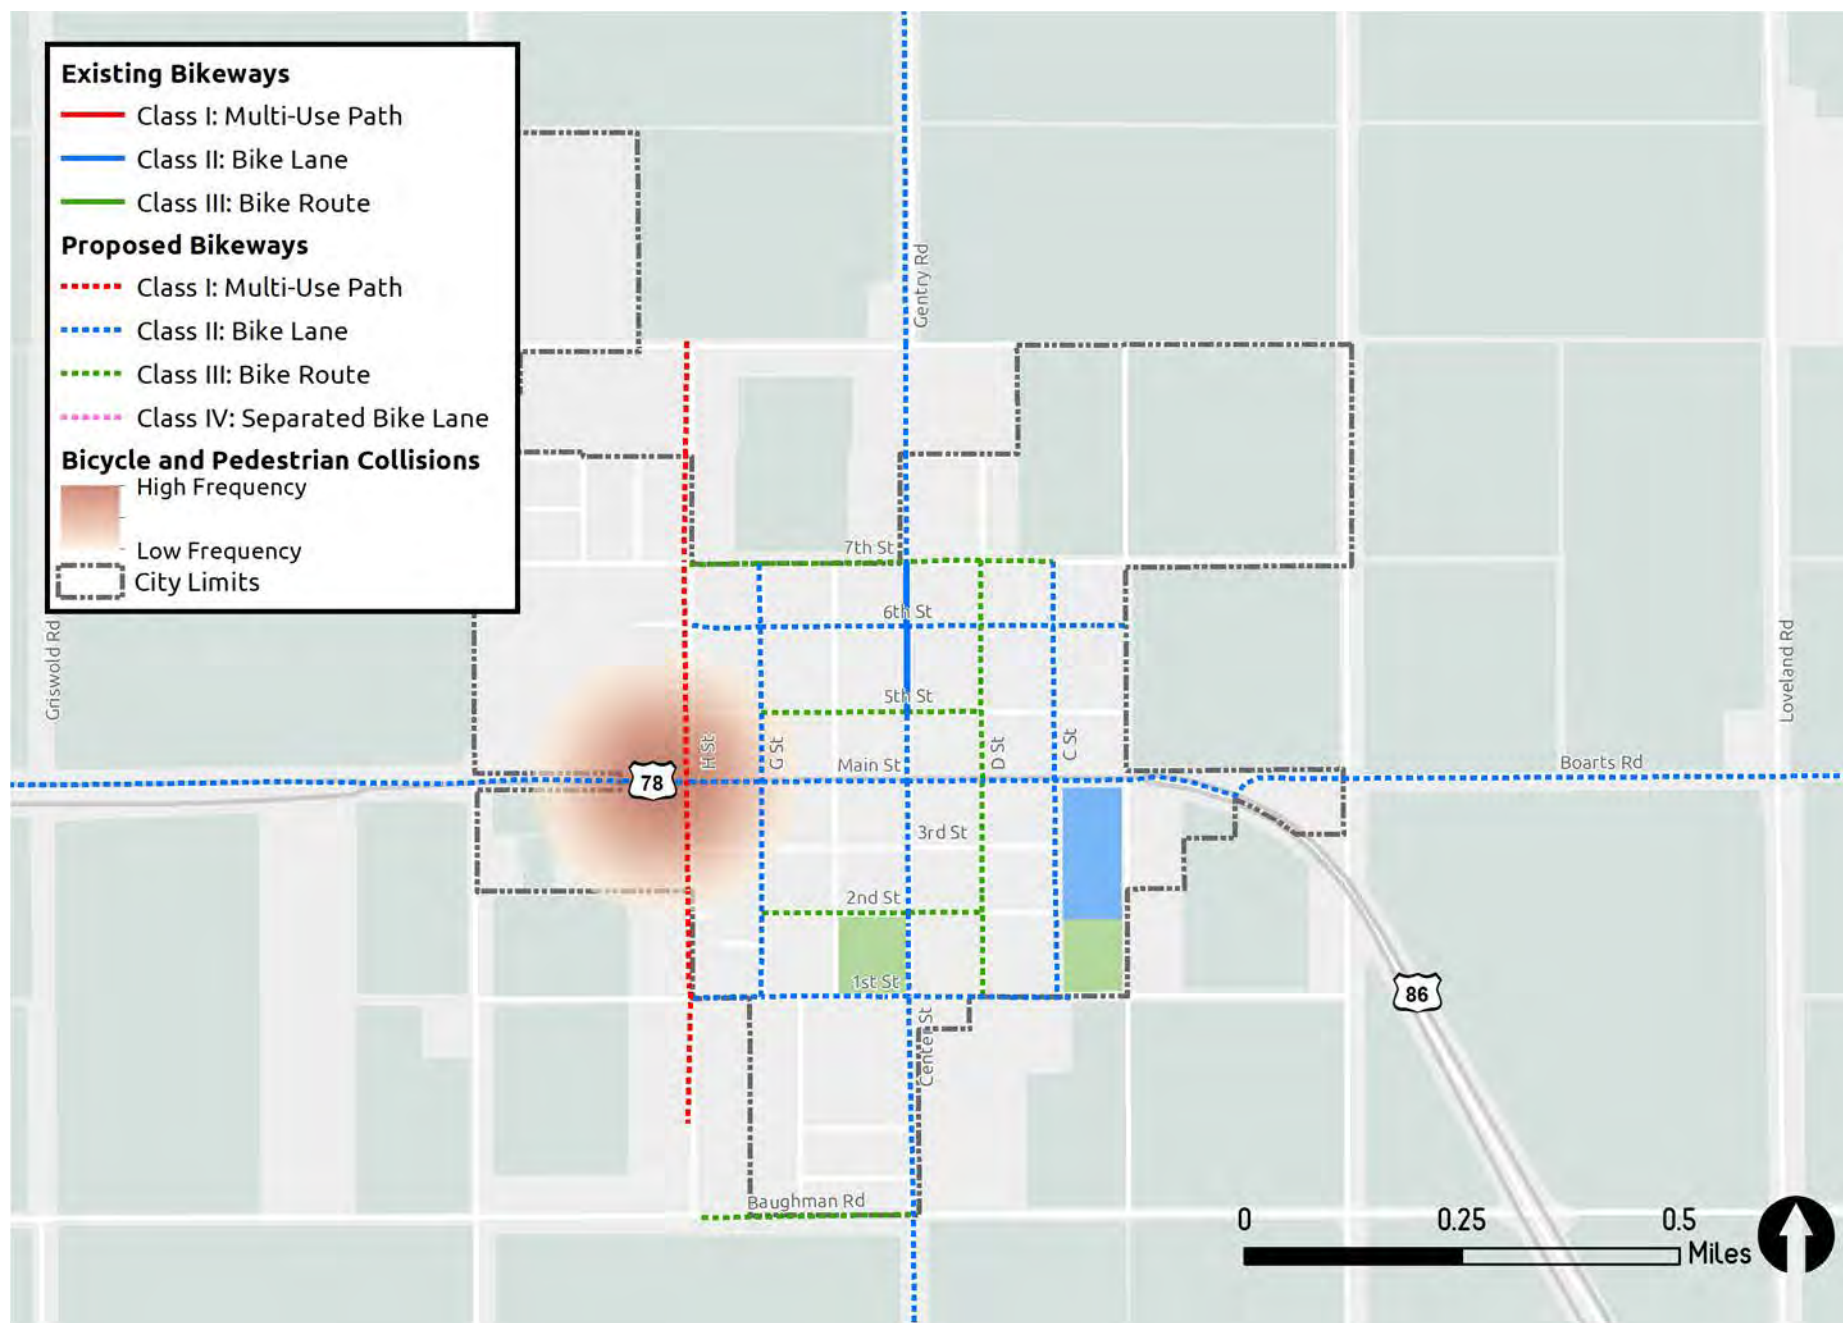 Existing Bikeways
Class I: Multi-Use Path
Class II: Bike Lane
Class III: Bike Route
Proposed Bikeways
Class I: Multi-Use Path
Class II: Bike Lane
Class III: Bike Route
Class IV: Separated Bike Lane
Bicycle and Pedestrian Collisions
High Frequency
Low Frequency
City Limits
Gentry Rd
7th St
6th St
Griswold Rd
Loveland Rd
5th St
H St
G St
D St
C St
Main St
Boarts Rd
78
3rd St
2nd St
1st St
86
Center St
Baughman Rd
0 0.25 0.5
Miles